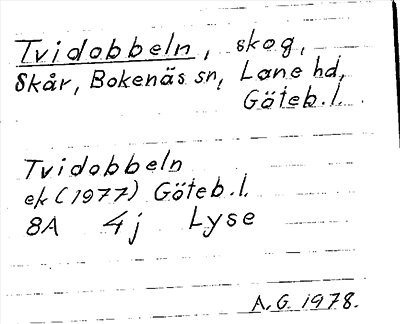 Tvidobbeln, skog,
Skår, Bokenäs sn, Lane hd,
Göteb. l.
Tvidobbeln
ek (1977) Göteb. l.
8A 4j Lyse
A. G. 1978.